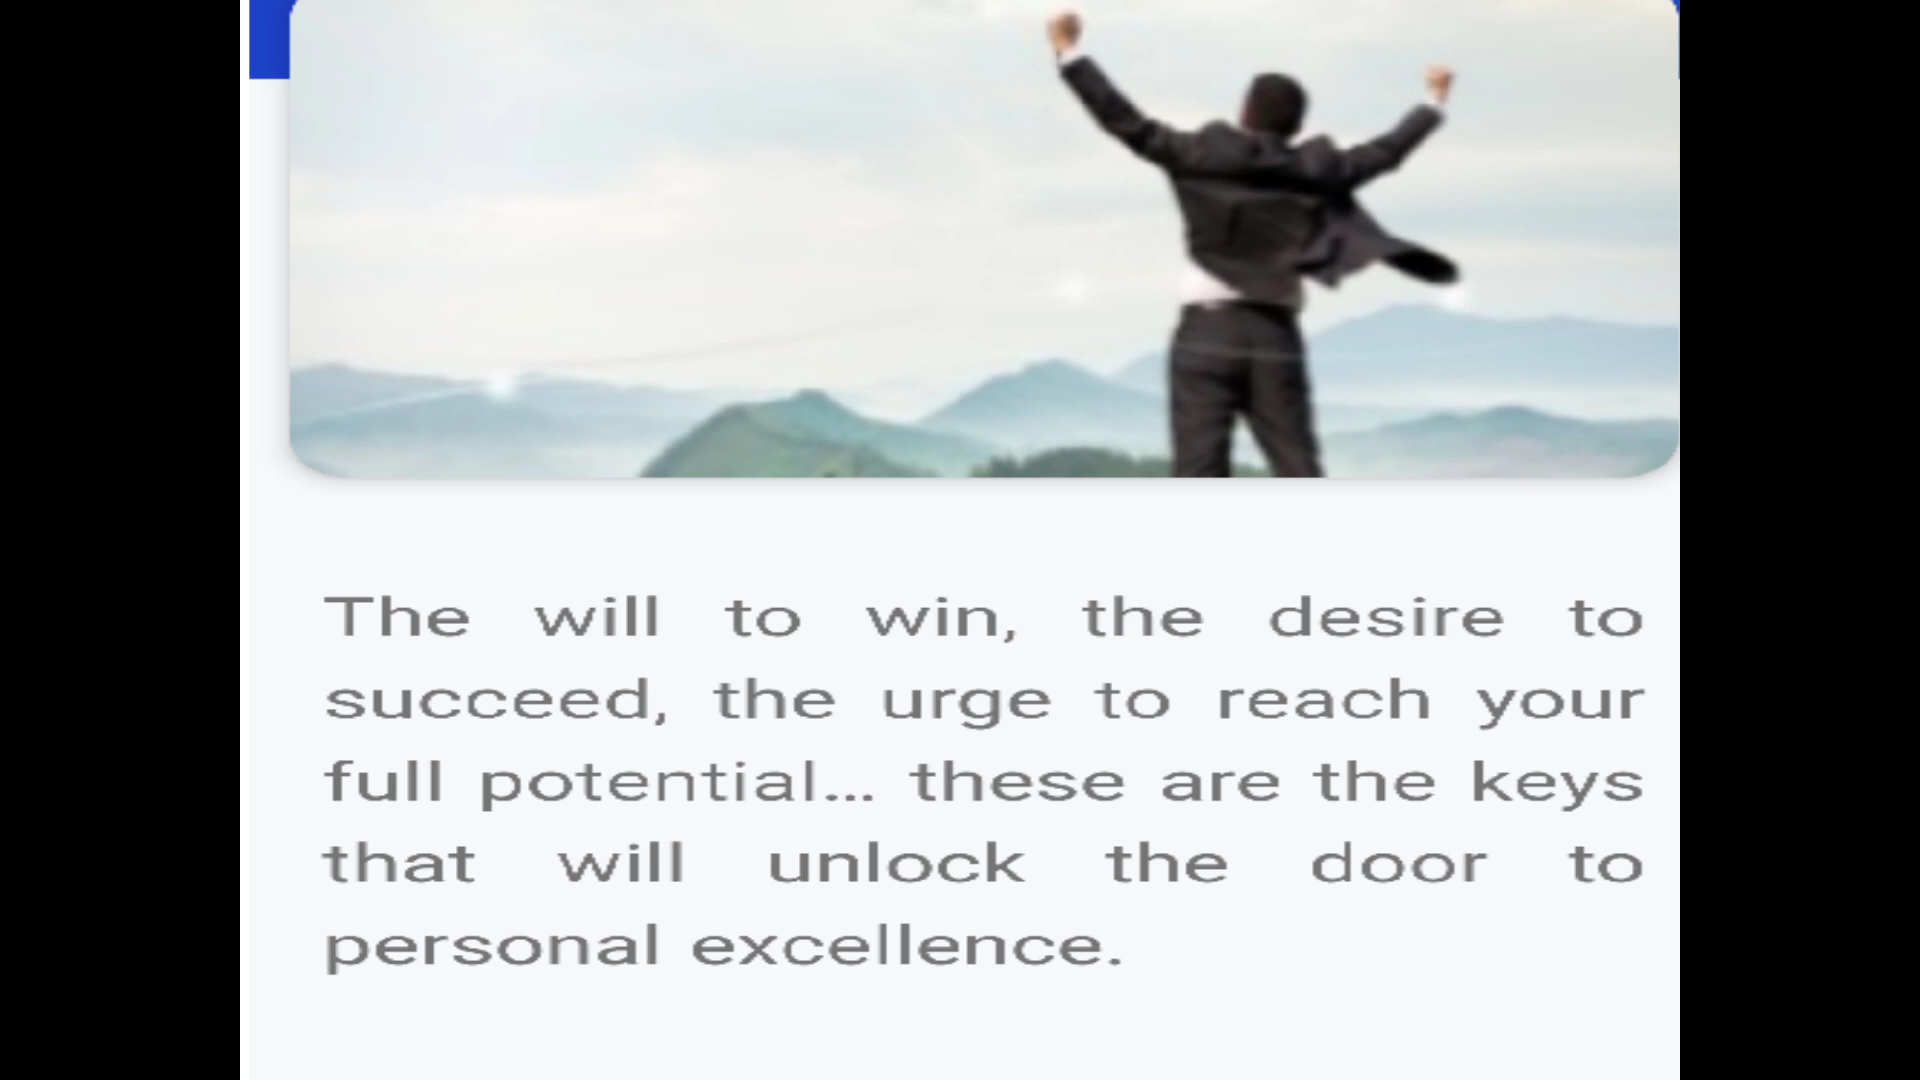 The will to win, the desire to
succeed, the urge to reach your
full potential... these are the keys
that will unlock the door to
personal excellence.